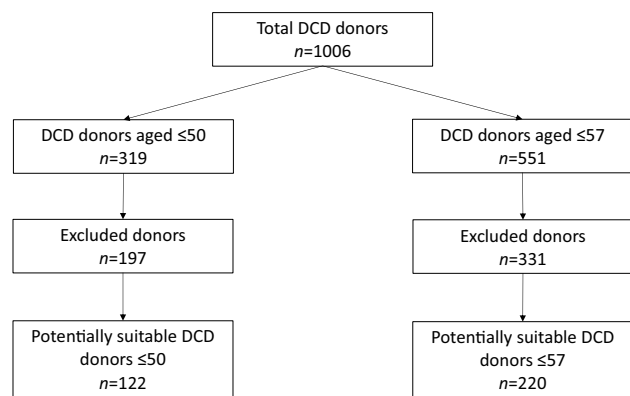 Total DCD donors
n=1006
DCD donors aged ≤50
n=319
DCD donors aged ≤57
n=551
Excluded donors
n=197
Excluded donors
n=331
Potentially suitable DCD
donors ≤50
n=122
Potentially suitable DCD
donors ≤57
n=220